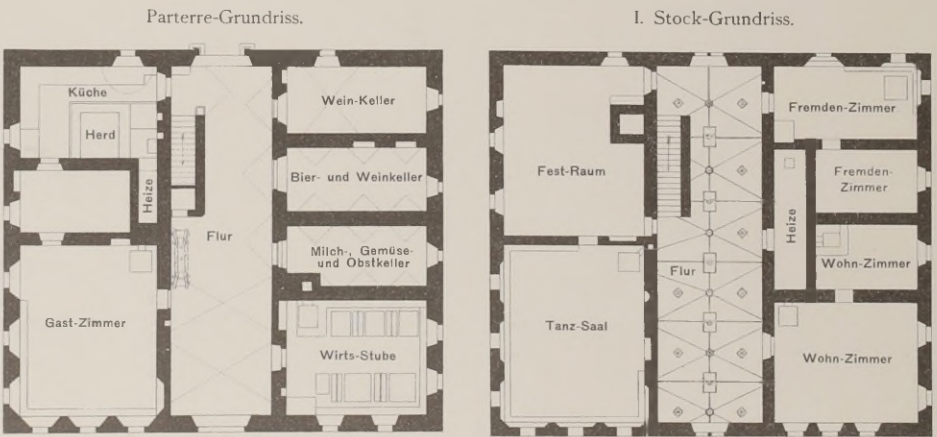 Parterre-Grundriss.
Küche
Herd
Heize
Flur
Gast-Zimmer
Wein-Keller
Bier- und Weinkeller
Milch-, Gemüse-
und Obstkeller
Wirts-Stube
I. Stock-Grundriss.
Fest-Raum
Tanz-Saal
Flur
Heize
Fremden-Zimmer
Fremden-
Zimmer
Wohn-Zimmer
Wohn-Zimmer